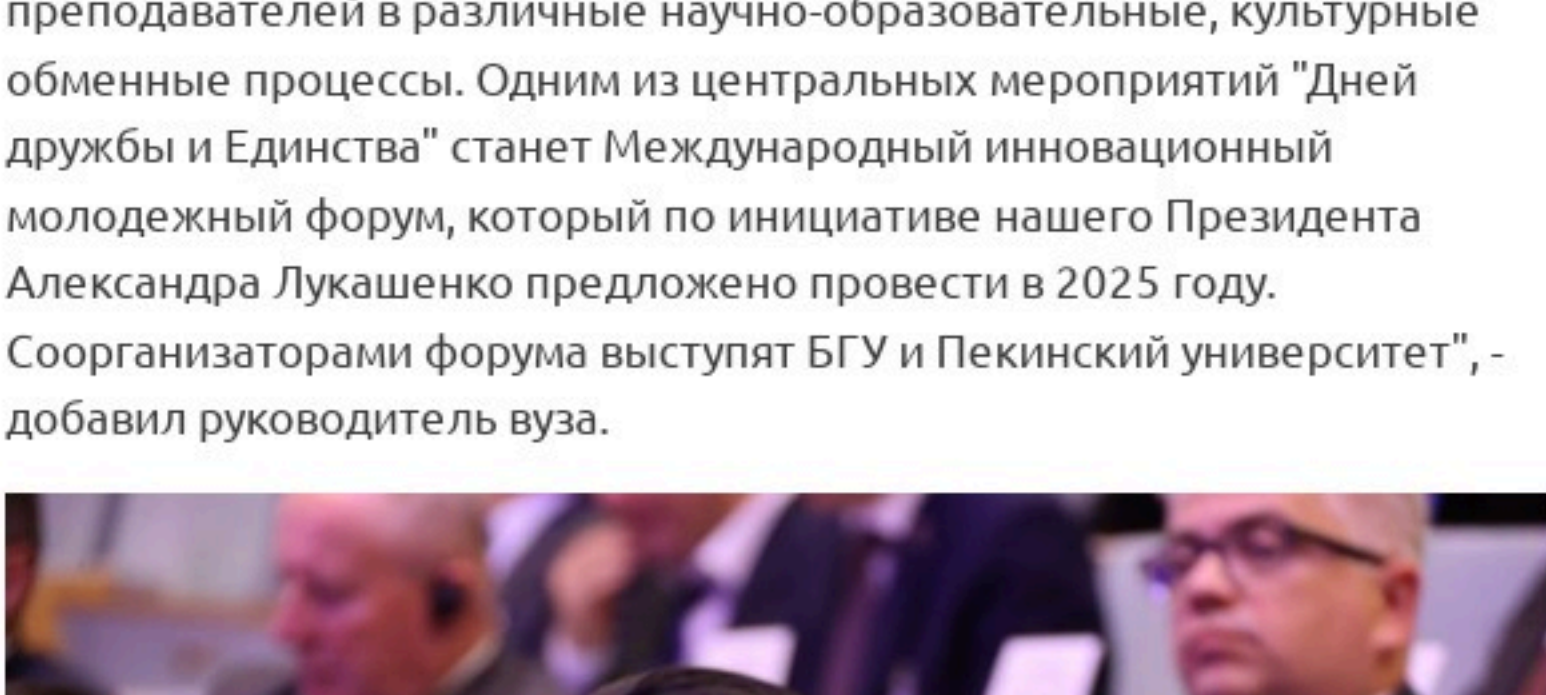 преподавателей в различные научно-образовательные, культурные
обменные процессы. Одним из центральных мероприятий "Дней
дружбы и Единства" станет Международный инновационный
молодежный форум, который по инициативе нашего Президента
Александра Лукашенко предложено провести в 2025 году.
Соорганизаторами форума выступят БГУ и Пекинский университет", -
добавил руководитель вуза.